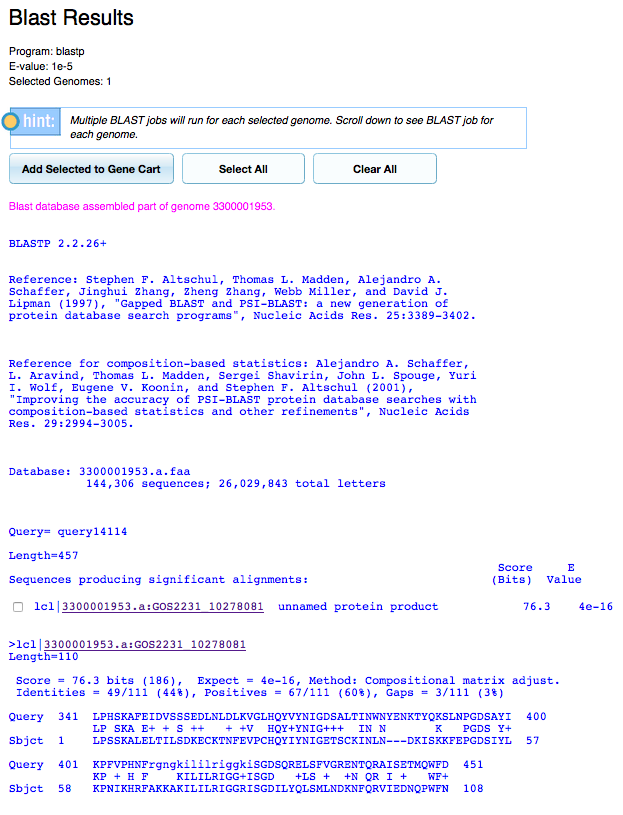 Blast Results
Program: blastp
E-value: 1e-5
Selected Genomes: 1
hint: Multiple BLAST jobs will run for each selected genome. Scroll down to see BLAST job for
each genome.
Add Selected to Gene Cart Select All Clear All
Blast database assembled part of genome 3300001953.
BLASTP 2.2.26+
Reference: Stephen F. Altschul, Thomas L. Madden, Alejandro A.
Schaffer, Jinghui Zhang, Zheng Zhang, Webb Miller, and David J.
Lipman (1997), "Gapped BLAST and PSI-BLAST: a new generation of
protein database search programs", Nucleic Acids Res. 25:3389-3402.
Reference for composition-based statistics: Alejandro A. Schaffer,
L. Aravind, Thomas L. Madden, Sergei Shavirin, John L. Spouge, Yuri
I. Wolf, Eugene V. Koonin, and Stephen F. Altschul (2001),
"Improving the accuracy of PSI-BLAST protein database searches with
composition-based statistics and other refinements", Nucleic Acids
Res. 29:2994-3005.
Database: 3300001953.a.faa
144,306 sequences; 26,029,843 total letters
Query= query14114
Length=457
Score E
Sequences producing significant alignments: (Bits) Value
lcl|3300001953.a:GOS2231_10278081 unnamed protein product 76.3 4e-16
>lcl|3300001953.a:GOS2231_10278081
Length=110
Score = 76.3 bits (186), Expect = 4e-16, Method: Compositional matrix adjust.
Identities = 49/111 (44%), Positives = 67/111 (60%), Gaps = 3/111 (3%)
Query 341 LPHSKAFEIDVSSSEDLNLDLKVGLHQYVYNIGDSALTINWNYENKTYQKSLNPGDSAYI 400
LP SKA E+ + S ++ + +V HQY+YNIG+++ IN N K PGDS Y+
Sbjct 1 LPSSKALELTILSDKECKTNFEVPCHQYIYNIGETSCKINLN---DKISKKFEPGDSIYL 57
Query 401 KPFVPHNFrgngkililriggkiSGDSQRELSFVGRENTQRAISETMQWFD 451
KP + H F KILILRIGG+ISGD +LS + +N QR I + WF+
Sbjct 58 KPNIKHRFAKKAKILILRIGGRISGDILYQLSMLNDKNFQRVIEDNQPWFN 108